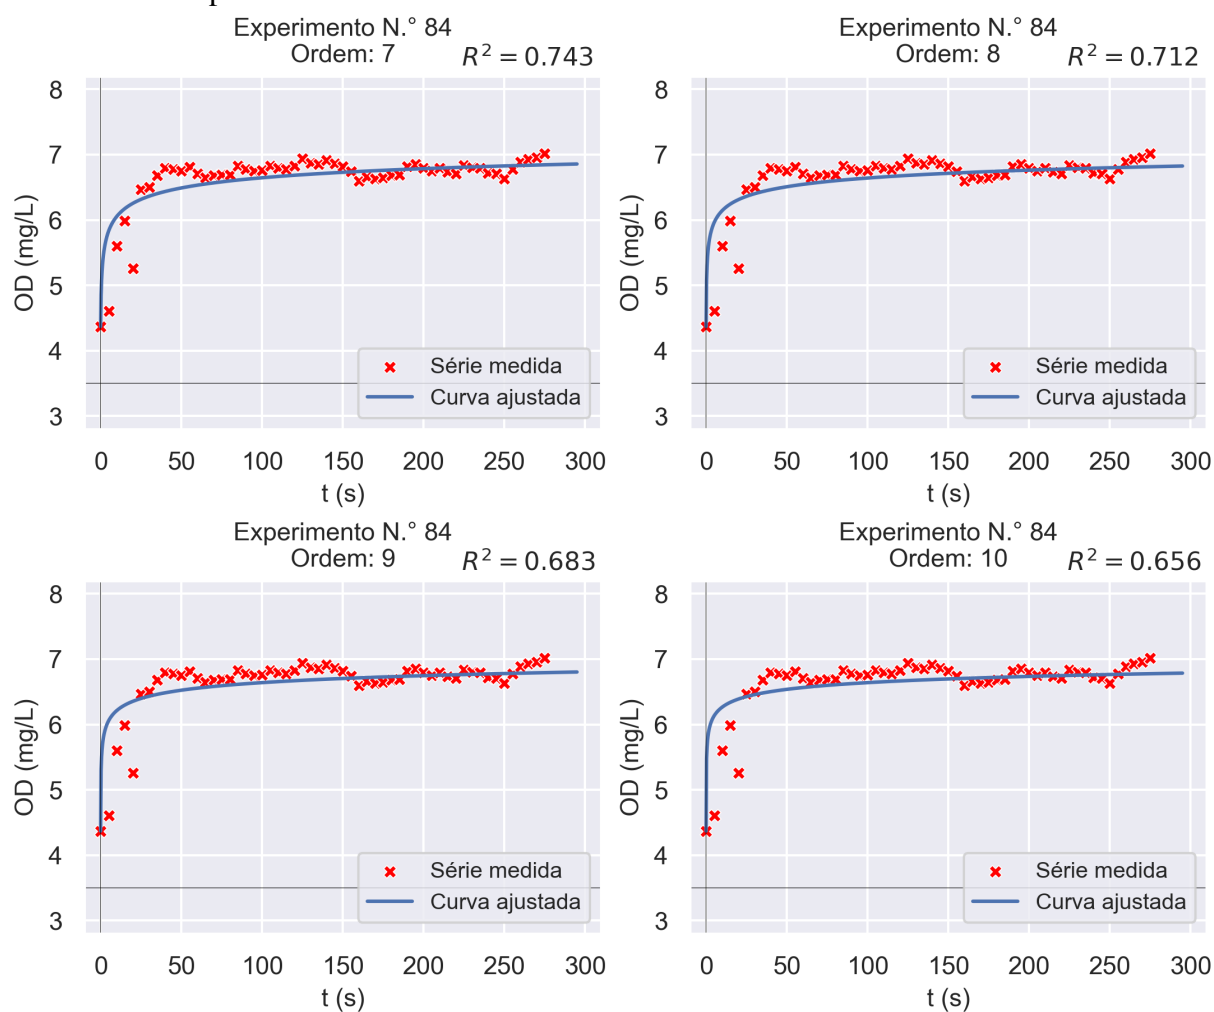 Experimento N.° 84
Ordem: 7 R² = 0.743
8
7
6
5
4
3
OD (mg/L)
Série medida
Curva ajustada
0 50 100 150 200 250 300
t (s)
Experimento N.° 84
Ordem: 8 R² = 0.712
8
7
6
5
4
3
OD (mg/L)
Série medida
Curva ajustada
0 50 100 150 200 250 300
t (s)
Experimento N.° 84
Ordem: 9 R² = 0.683
8
7
6
5
4
3
OD (mg/L)
Série medida
Curva ajustada
0 50 100 150 200 250 300
t (s)
Experimento N.° 84
Ordem: 10 R² = 0.656
8
7
6
5
4
3
OD (mg/L)
Série medida
Curva ajustada
0 50 100 150 200 250 300
t (s)